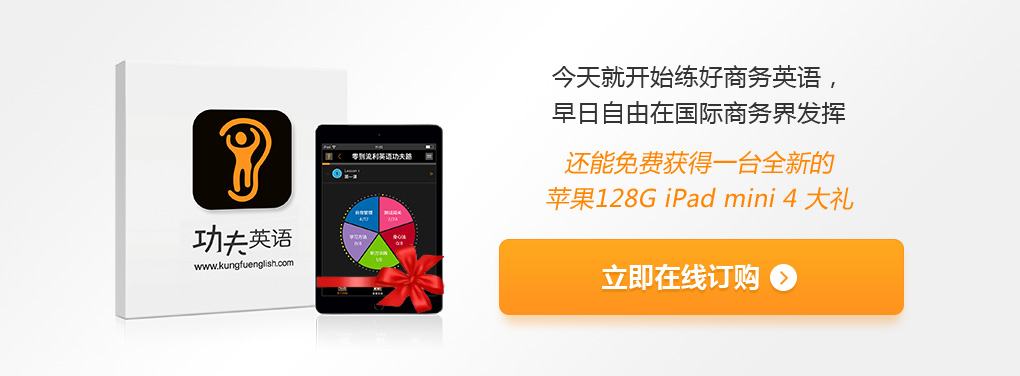 今天就开始练好商务英语，
早日自由在国际商务界发挥
还能免费获得一台全新的
苹果128G iPad mini 4 大礼
立即在线订购
功夫英语
www.kungfuenglish.com
iPad
零到流利英语功夫路
Lesson 1
第一课